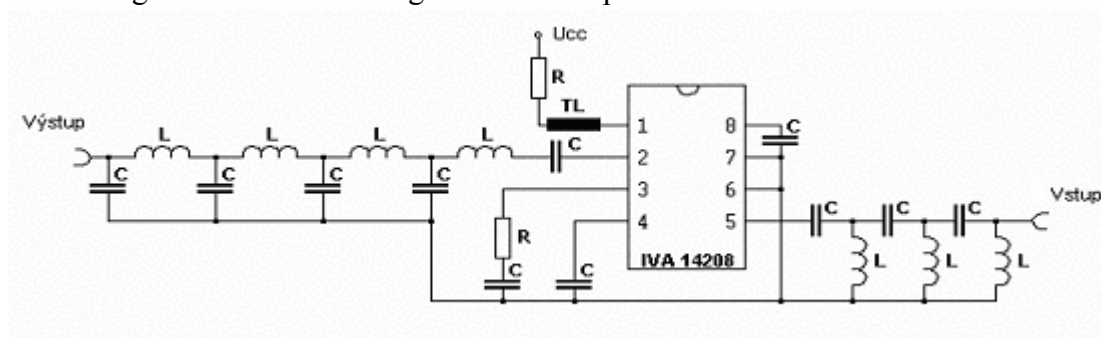 Ucc
R
TL
1 8 C
Výstup
L L L L C
2 7
C C C C
3 6
Vstup
C C C
4 5
R
L L L
IVA 14208
C C